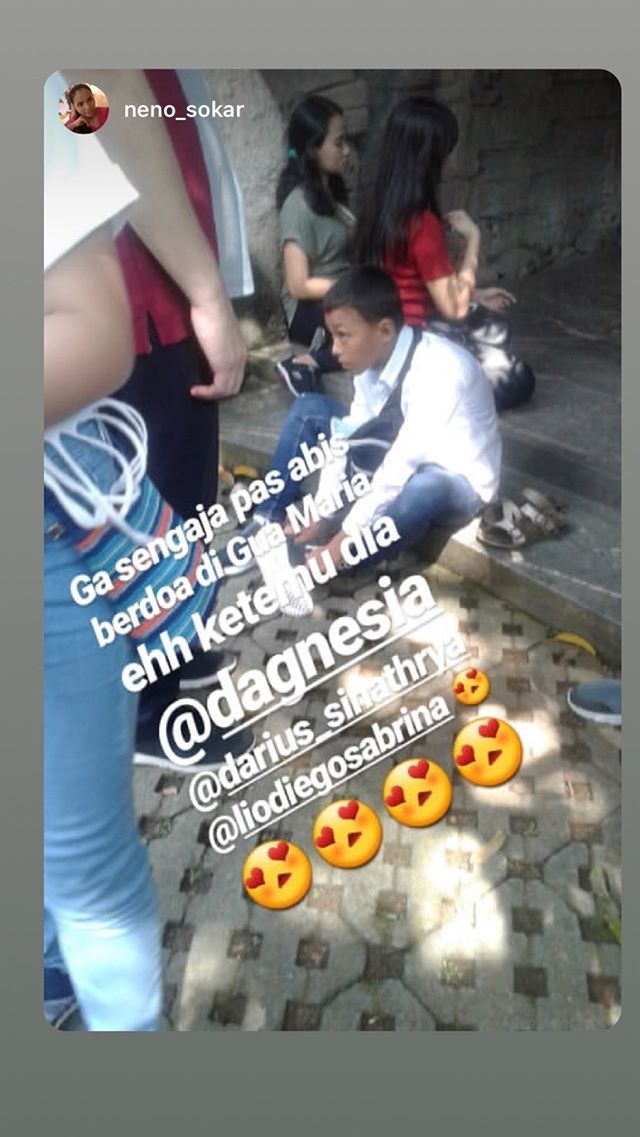 neno_sokar
Ga sengaja pas abis
berdoa di Gua Maria
ehh ketemu dia
@dagnesia
@darius_sinathrya
@liodiegosabrina